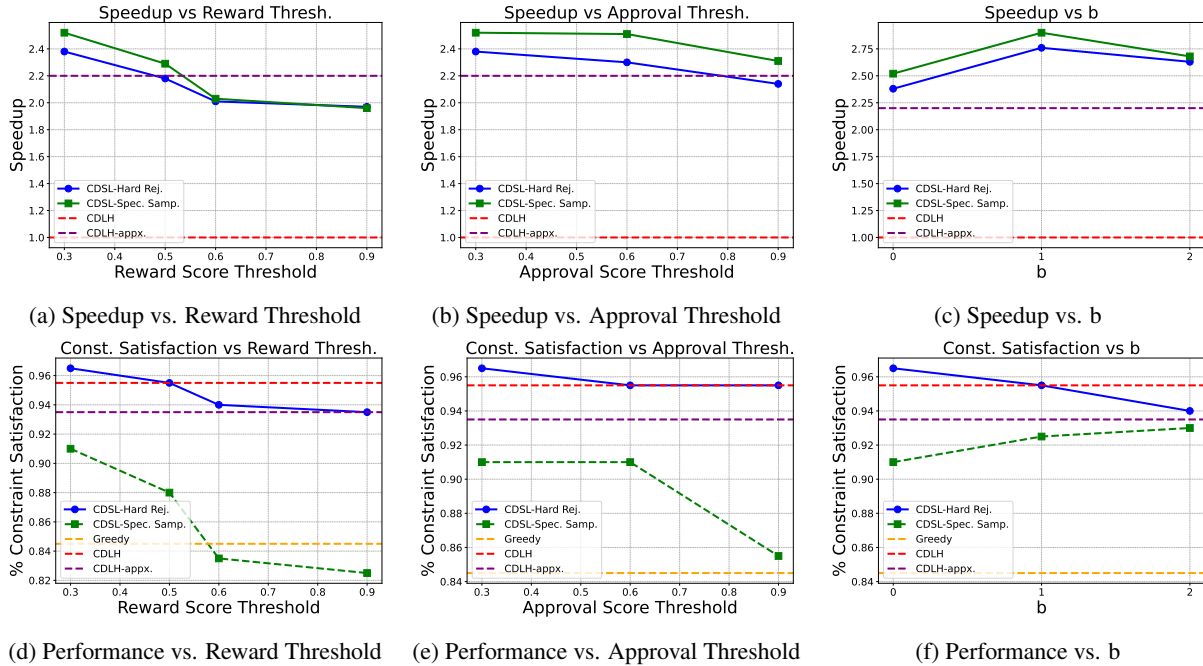 Speedup vs Reward Thresh.
Speedup
2.4
2.2
2.0
1.8
1.6
1.4
1.2
1.0
CDSL-Hard Rej.
CDSL-Spec. Samp.
CDLH
CDLH-appx.
0.3 0.4 0.5 0.6 0.7 0.8 0.9
Reward Score Threshold
(a) Speedup vs. Reward Threshold
Speedup vs Approval Thresh.
Speedup
2.4
2.2
2.0
1.8
1.6
1.4
1.2
1.0
CDSL-Hard Rej.
CDSL-Spec. Samp.
CDLH
CDLH-appx.
0.3 0.4 0.5 0.6 0.7 0.8 0.9
Approval Score Threshold
(b) Speedup vs. Approval Threshold
Speedup vs b
Speedup
2.75
2.50
2.25
2.00
1.75
1.50
1.25
1.00
CDSL-Hard Rej.
CDSL-Spec. Samp.
CDLH
CDLH-appx.
0 1 2
b
(c) Speedup vs. b
Const. Satisfaction vs Reward Thresh.
% Constraint Satisfaction
0.96
0.94
0.92
0.90
0.88
0.86
0.84
0.82
CDSL-Hard Rej.
CDSL-Spec. Samp.
Greedy
CDLH
CDLH-appx.
0.3 0.4 0.5 0.6 0.7 0.8 0.9
Reward Score Threshold
(d) Performance vs. Reward Threshold
Const. Satisfaction vs Approval Thresh.
% Constraint Satisfaction
0.96
0.94
0.92
0.90
0.88
0.86
0.84
CDSL-Hard Rej.
CDSL-Spec. Samp.
Greedy
CDLH
CDLH-appx.
0.3 0.4 0.5 0.6 0.7 0.8 0.9
Approval Score Threshold
(e) Performance vs. Approval Threshold
Const. Satisfaction vs b
% Constraint Satisfaction
0.96
0.94
0.92
0.90
0.88
0.86
0.84
CDSL-Hard Rej.
CDSL-Spec. Samp.
Greedy
CDLH
CDLH-appx.
0 1 2
b
(f) Performance vs. b